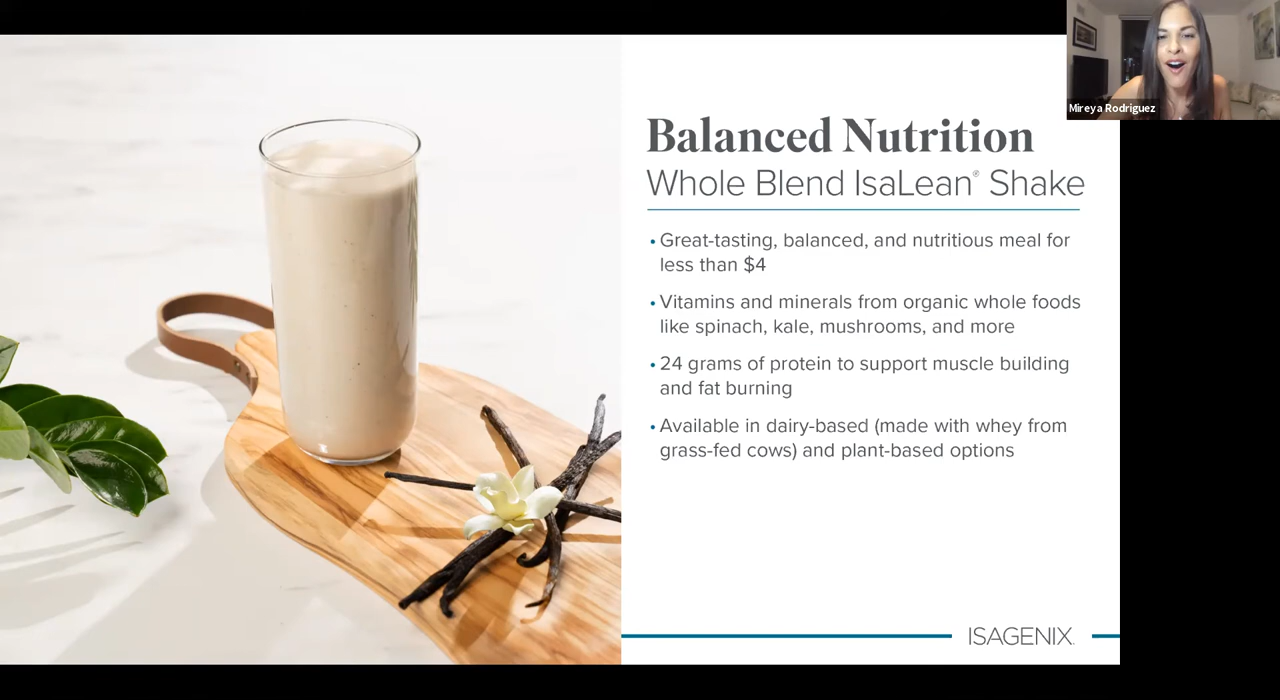 Mireya Rodriguez
Balanced Nutrition
Whole Blend IsaLean® Shake
• Great-tasting, balanced, and nutritious meal for
less than $4
• Vitamins and minerals from organic whole foods
like spinach, kale, mushrooms, and more
• 24 grams of protein to support muscle building
and fat burning
• Available in dairy-based (made with whey from
grass-fed cows) and plant-based options
ISAGENIX.